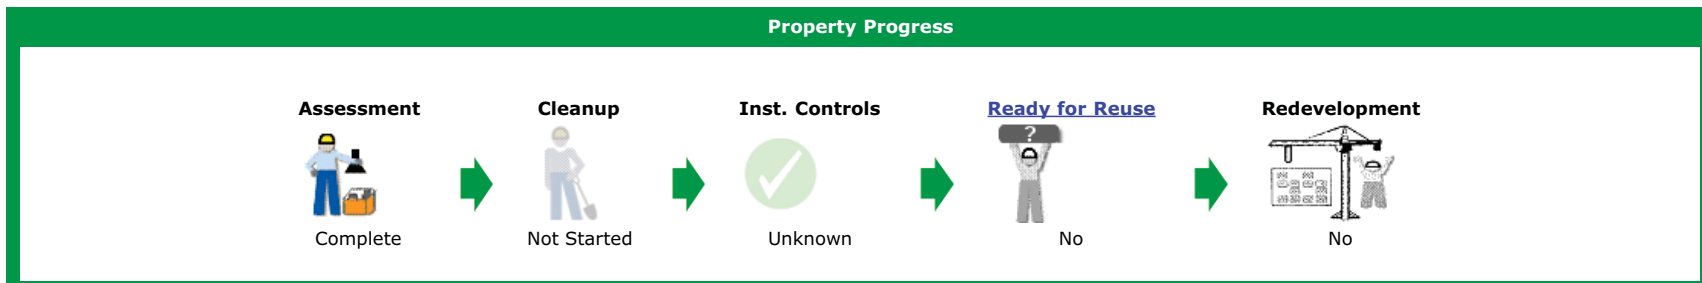 Property Progress
Assessment Cleanup Inst. Controls Ready for Reuse Redevelopment
?
Complete Not Started Unknown No No